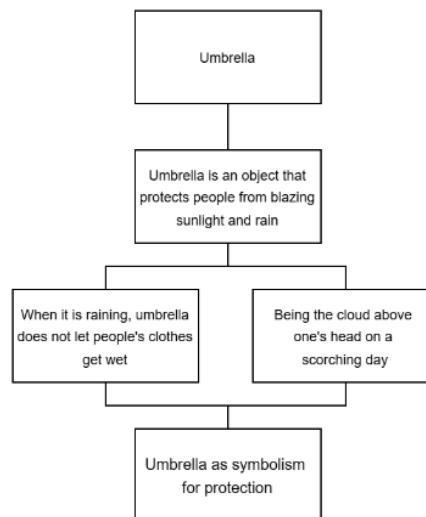 Umbrella
Umbrella is an object that
protects people from blazing
sunlight and rain
When it is raining, umbrella
does not let people's clothes
get wet
Being the cloud above
one's head on a
scorching day
Umbrella as symbolism
for protection